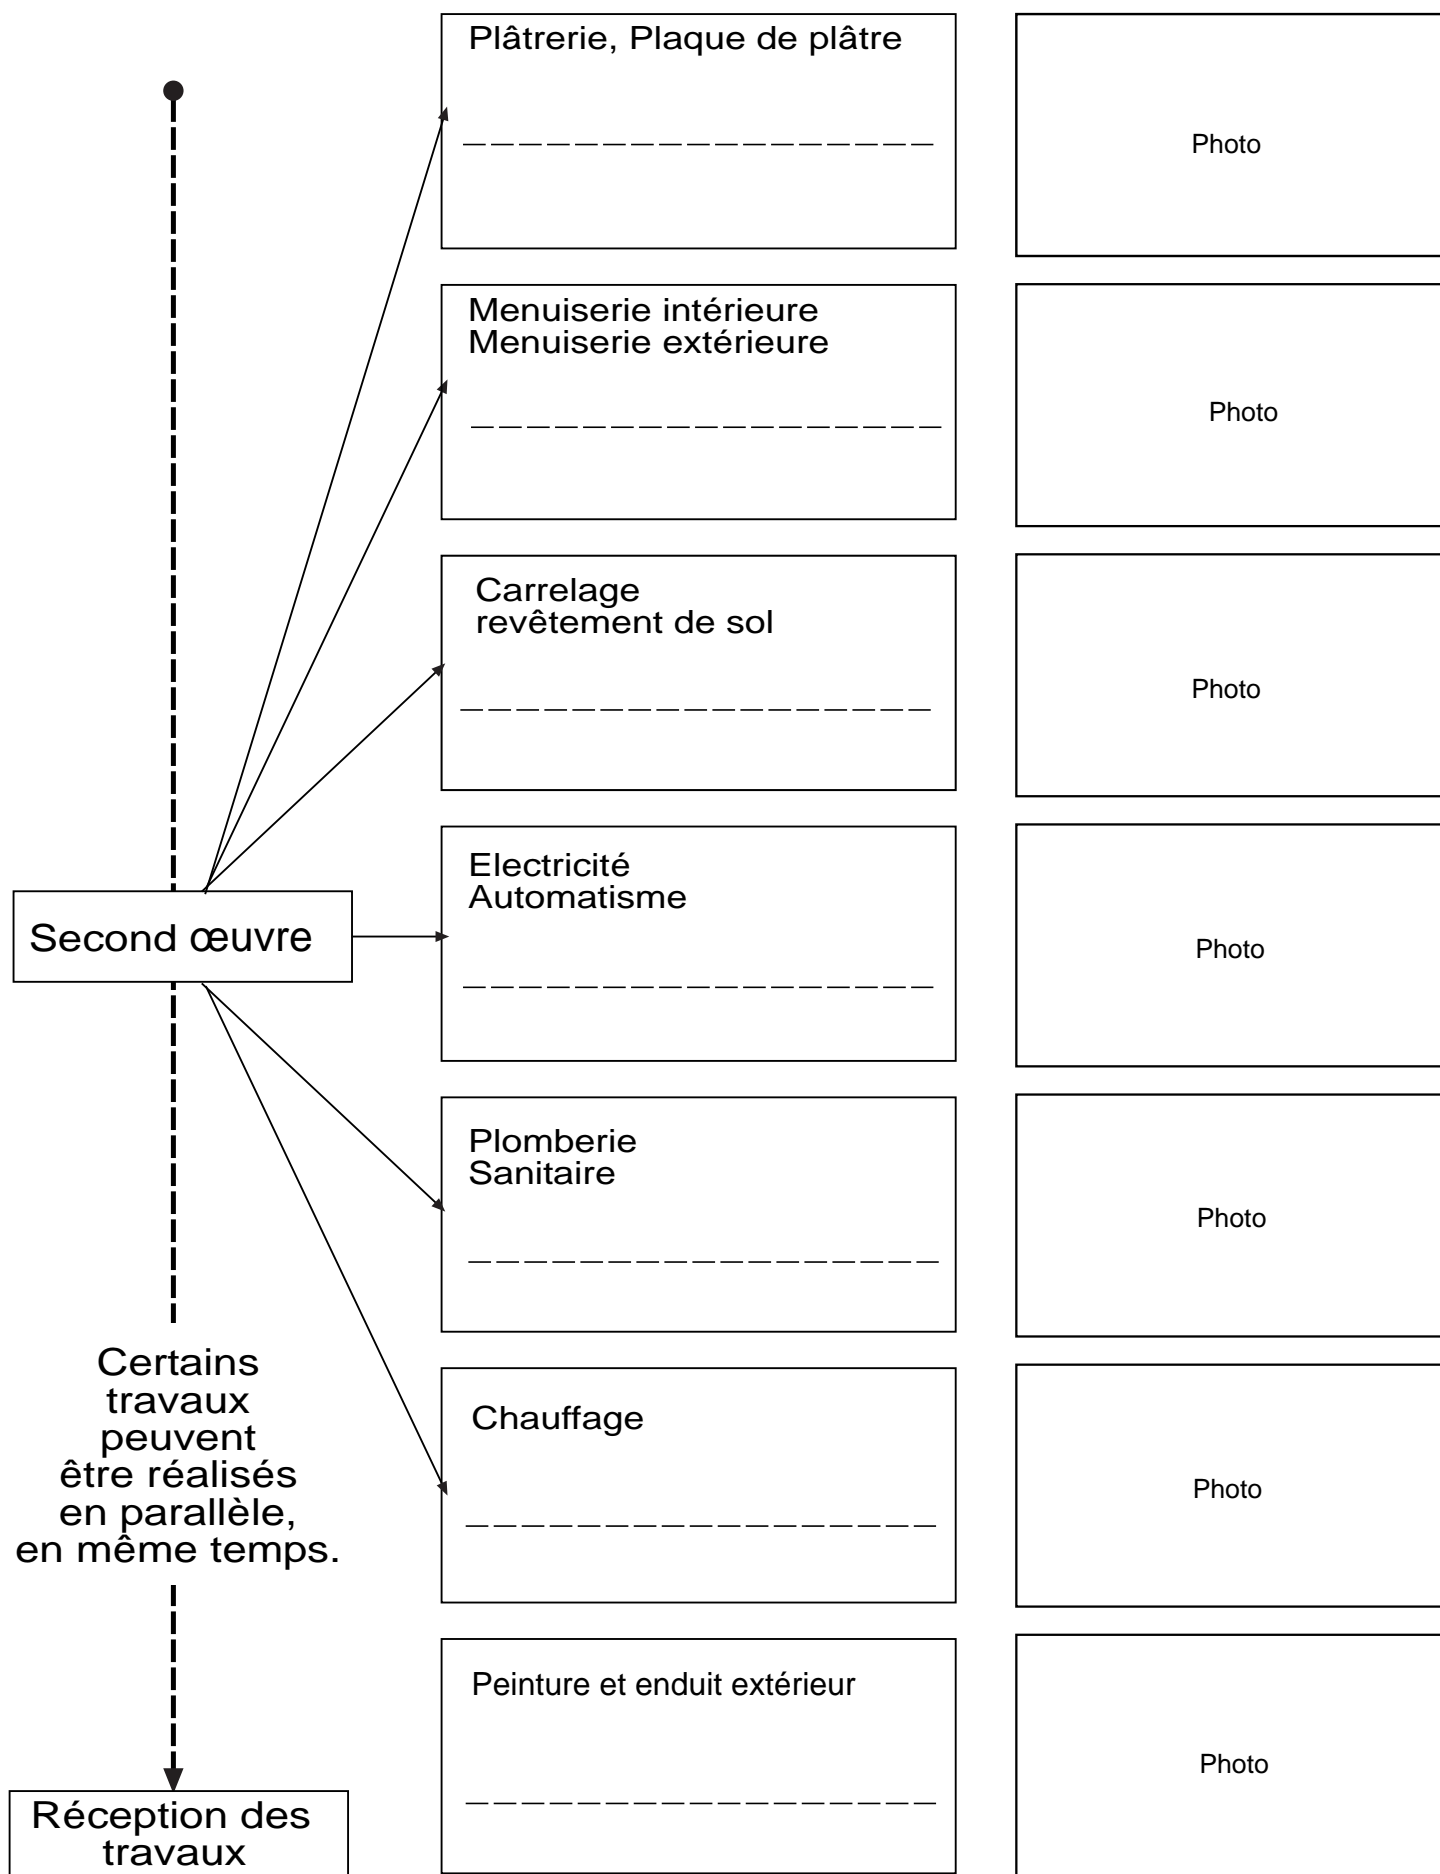 Plâtrerie, Plaque de plâtre
Photo
Menuiserie intérieure
Menuiserie extérieure
Photo
Carrelage
revêtement de sol
Photo
Second œuvre
Electricité
Automatisme
Photo
Plomberie
Sanitaire
Photo
Certains
travaux
peuvent
être réalisés
en parallèle,
en même temps.
Chauffage
Photo
Peinture et enduit extérieur
Photo
Réception des
travaux